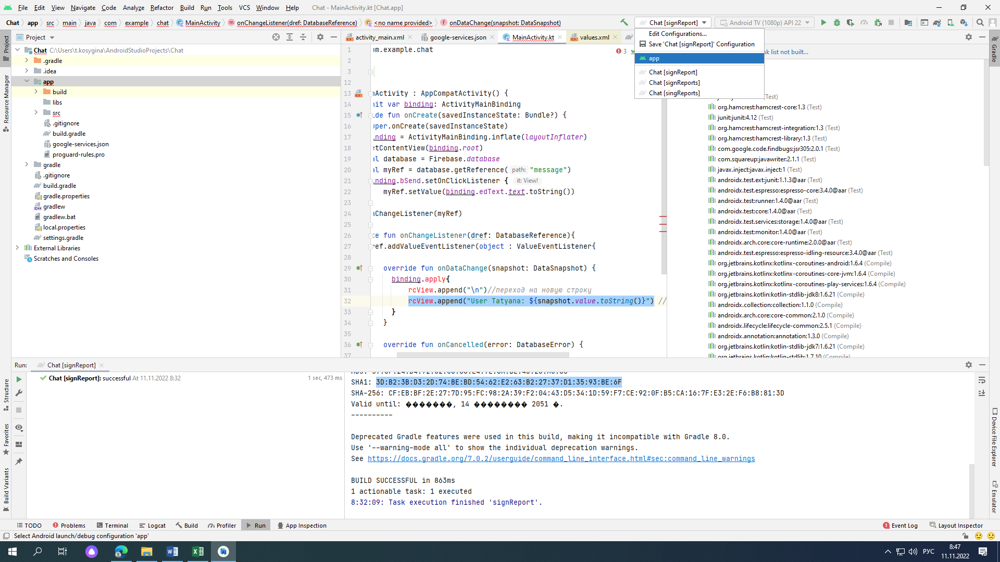 File Edit View Navigate Code Analyze Refactor Build Run Tools VCS Window Help Chat - MainActivity.kt [Chat.app]
Chat app src main java com example chat MainActivity onChangeListener(dref: DatabaseReference) <no name provided> onDataChange(snapshot: DataSnapshot) Chat [signReport] Android TV (1080p) API 22
Edit Configurations...
Save 'Chat [signReport]' Configuration
app
Chat [signReport]
Chat [signReports]
Chat [singReports]
Project
activity_main.xml google-services.json MainActivity.kt values.xml
Project
Resource Manager
Structure
Favorites
Build Variants
Gradle
Device File Explorer
Emulator
Chat C:\Users\t.kosygina\AndroidStudioProjects\Chat
.gradle
.idea
app
build
libs
src
.gitignore
build.gradle
google-services.json
proguard-rules.pro
gradle
.gitignore
build.gradle
gradle.properties
gradlew
gradlew.bat
local.properties
settings.gradle
External Libraries
Scratches and Consoles
3
1 om.example.chat
2
3
12
13 nActivity : AppCompatActivity() {
14 nit var binding: ActivityMainBinding
15 ide fun onCreate(savedInstanceState: Bundle?) {
16 uper.onCreate(savedInstanceState)
17 inding = ActivityMainBinding.inflate(layoutInflater)
18 etContentView(binding.root)
19 al database = Firebase.database
20 al myRef = database.getReference( path: "message")
21 inding.bSend.setOnClickListener { it: View!
22 myRef.setValue(binding.edText.text.toString())
23
24 nChangeListener(myRef)
25
26 te fun onChangeListener(dref: DatabaseReference){
27 ref.addValueEventListener(object : ValueEventListener{
28
29 override fun onDataChange(snapshot: DataSnapshot) {
30 binding.apply{
31 rcView.append("\n")//переход на новую строку
32 rcView.append("User Tatyana: ${snapshot.value.toString()}") //
33 }
34 }
35
36 override fun onCancelled(error: DatabaseError) {
37
sk list not built...
(Test)
org.hamcrest:hamcrest-core:1.3 (Test)
junit:junit:4.12 (Test)
org.hamcrest:hamcrest-integration:1.3 (Test)
org.hamcrest:hamcrest-library:1.3 (Test)
com.google.code.findbugs:jsr305:2.0.1 (Test)
com.squareup:javawriter:2.1.1 (Test)
javax.inject:javax.inject:1 (Test)
androidx.test.ext:junit:1.1.3@aar (Test)
androidx.test.espresso:espresso-core:3.4.0@aar (Test)
androidx.test:runner:1.4.0@aar (Test)
androidx.test:core:1.4.0@aar (Test)
androidx.test.services:storage:1.4.0@aar (Test)
androidx.test:monitor:1.4.0@aar (Test)
androidx.arch.core:core-runtime:2.0.0@aar (Test)
androidx.test.espresso:espresso-idling-resource:3.4.0@aar (Test)
org.jetbrains.kotlinx:kotlinx-coroutines-android:1.6.4 (Compile)
org.jetbrains.kotlinx:kotlinx-coroutines-core-jvm:1.6.4 (Compile)
org.jetbrains.kotlinx:kotlinx-coroutines-play-services:1.6.4 (Compile)
org.jetbrains.kotlin:kotlin-stdlib-jdk8:1.6.21 (Compile)
androidx.collection:collection:1.1.0 (Compile)
androidx.arch.core:core-common:2.1.0 (Compile)
androidx.lifecycle:lifecycle-common:2.5.1 (Compile)
androidx.annotation:annotation:1.3.0 (Compile)
org.jetbrains.kotlin:kotlin-stdlib-jdk7:1.6.21 (Compile)
org.jetbrains.kotlin:kotlin-stdlib:1.7.10 (Compile)
Run: Chat [signReport]
Chat [signReport]: successful At 11.11.2022 8:32 1 sec, 473 ms
SHA1: 3D:B2:3B:D3:2D:74:BE:BD:54:62:E2:63:B2:27:37:D1:35:93:BE:6F
SHA-256: CF:EB:BF:2E:27:7D:95:FC:98:2A:39:F2:04:43:D5:34:1D:59:F7:CE:92:0F:B5:CA:16:7F:E3:2E:F6:B8:81:3D
Valid until: �������, 14 �������� 2051 �.
----------
Deprecated Gradle features were used in this build, making it incompatible with Gradle 8.0.
Use '--warning-mode all' to show the individual deprecation warnings.
See https://docs.gradle.org/7.0.2/userguide/command_line_interface.html#sec:command_line_warnings
BUILD SUCCESSFUL in 863ms
1 actionable task: 1 executed
8:32:09: Task execution finished 'signReport'.
TODO Problems Terminal Logcat Build Profiler Run App Inspection 1 Event Log Layout Inspector
Select Android launch/debug configuration 'app'
РУС 8:47
11.11.2022